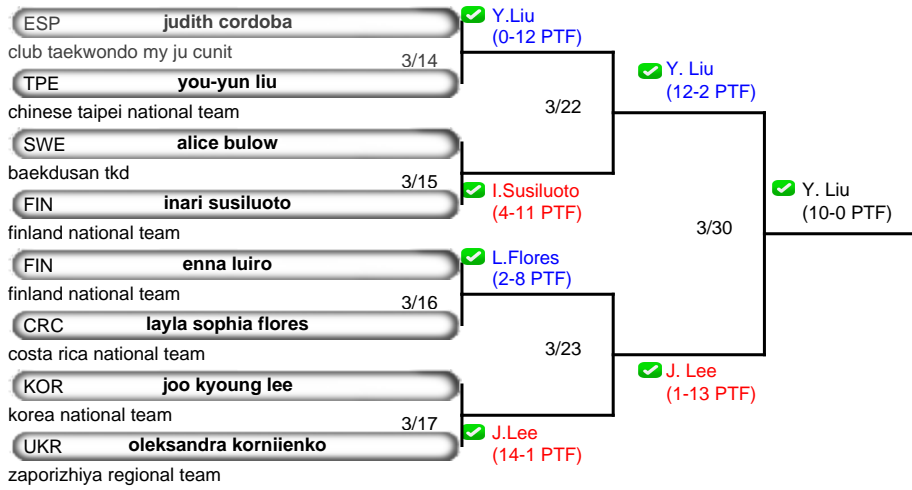 ESP judith cordoba
club taekwondo my ju cunit
3/14
TPE you-yun liu
chinese taipei national team
Y.Liu
(0-12 PTF)
SWE alice bulow
baekdusan tkd
3/15
FIN inari susiluoto
finland national team
I.Susiluoto
(4-11 PTF)
3/22
Y. Liu
(12-2 PTF)
FIN enna luiro
finland national team
3/16
CRC layla sophia flores
costa rica national team
L.Flores
(2-8 PTF)
KOR joo kyoung lee
korea national team
3/17
UKR oleksandra korniienko
zaporizhiya regional team
J.Lee
(14-1 PTF)
3/23
J. Lee
(1-13 PTF)
3/30
Y. Liu
(10-0 PTF)